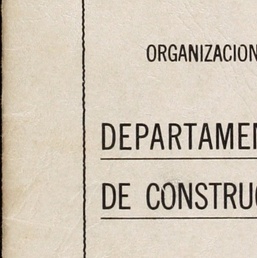 ORGANIZACION
DEPARTAMEN
DE CONSTRUC